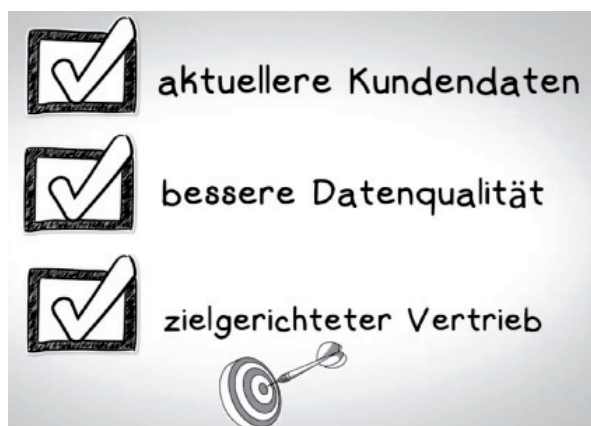 aktuellere Kundendaten
bessere Datenqualität
zielgerichteter Vertrieb